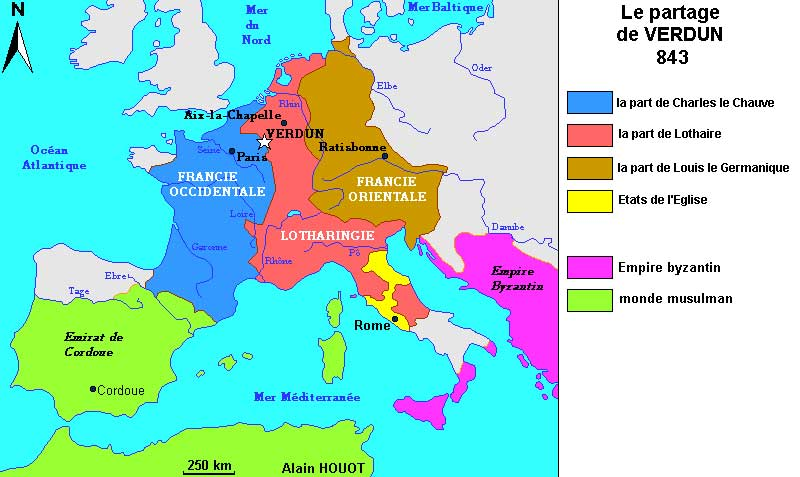 N
Mer
du
Nord
Mer Baltique
Oder
Elbe
Rhin
Aix-la-Chapelle
VERDUN
Océan
Atlantique
Seine
Paris
Ratisbonne
FRANCIE
OCCIDENTALE
FRANCIE
ORIENTALE
Loire
LOTHARINGIE
Danube
Garonne
Rhône
Pô
Ebre
Tage
Empire
Byzantin
Rome
Emirat de
Cordoue
Cordoue
Mer Méditerranée
250 km
Alain HOUOT
Le partage
de VERDUN
843
la part de Charles le Chauve
la part de Lothaire
la part de Louis le Germanique
Etats de l'Eglise
Empire byzantin
monde musulman